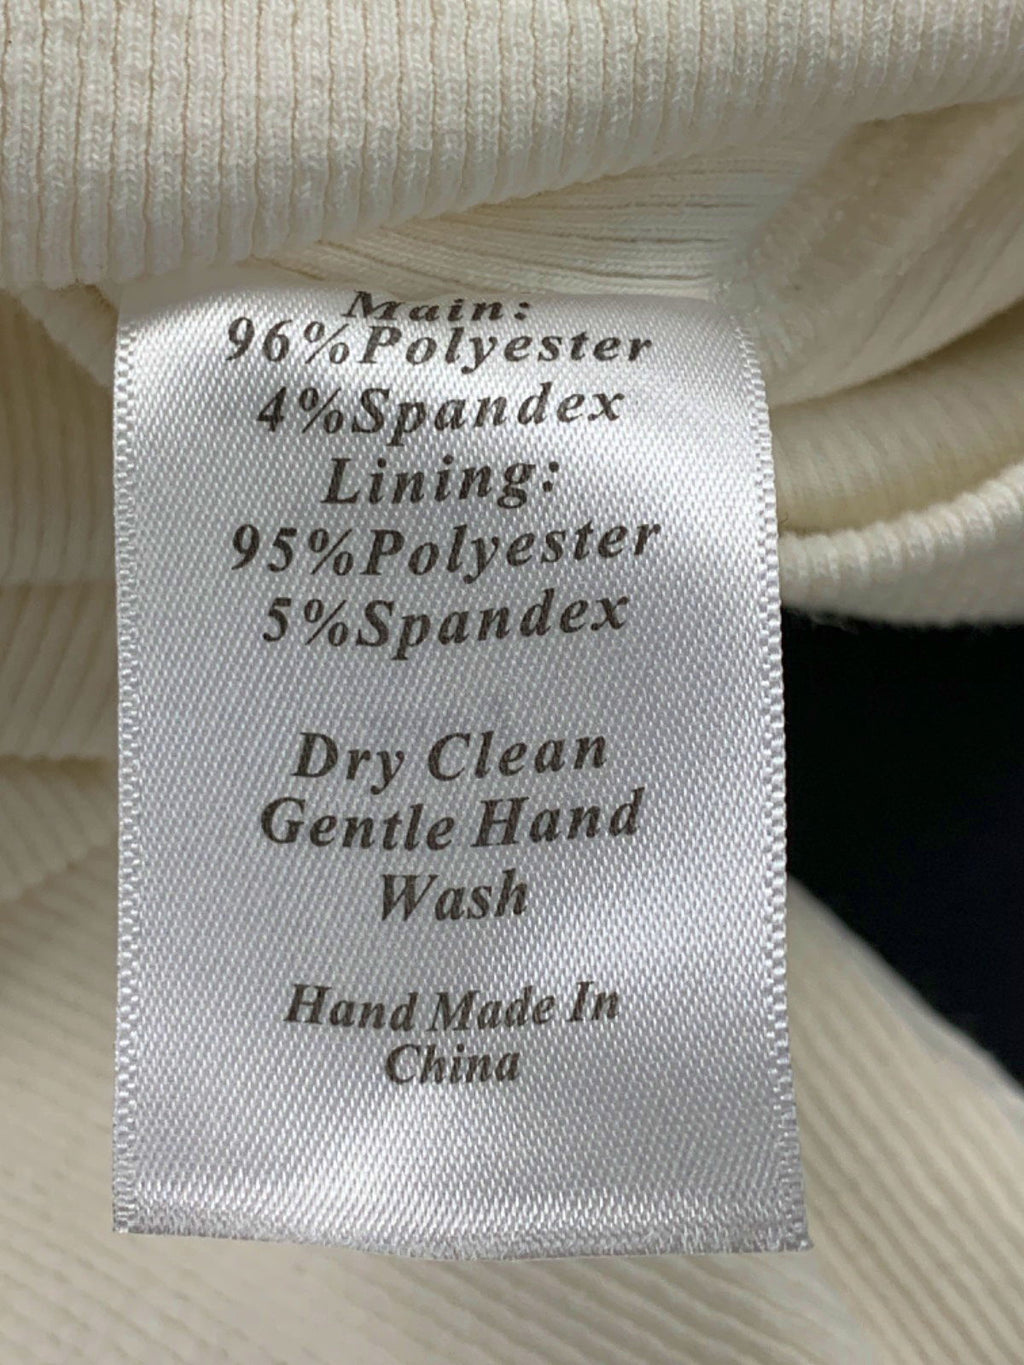 Main:
96%Polyester
4%Spandex
Lining:
95%Polyester
5%Spandex
Dry Clean
Gentle Hand
Wash
Hand Made In
China